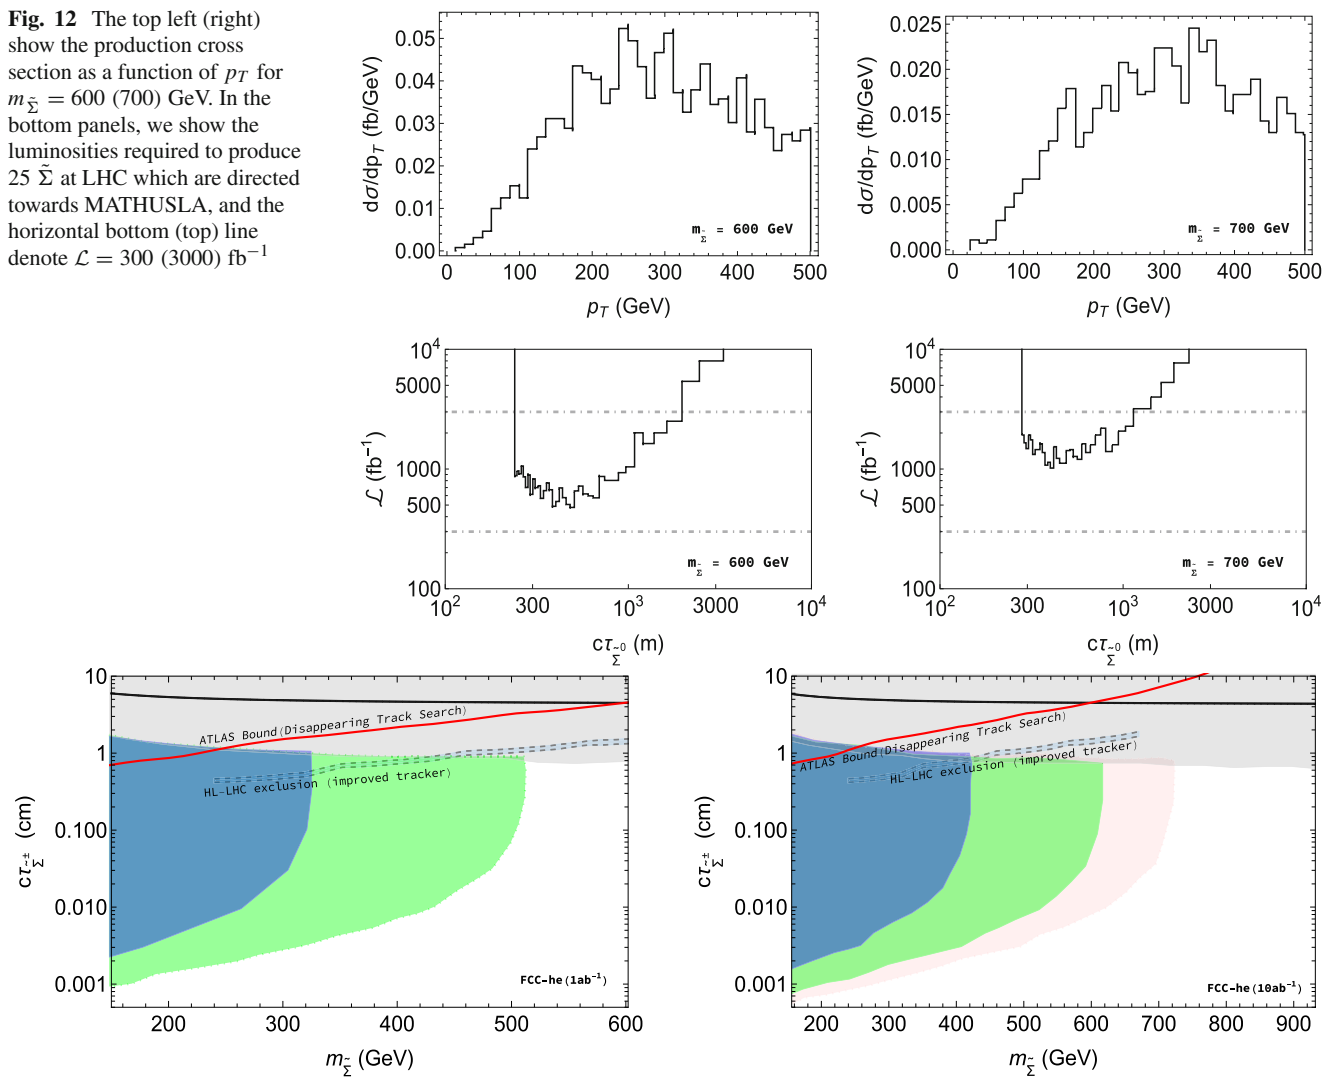 Fig. 12 The top left (right)
show the production cross
section as a function of p_T for
m_Σ̃ = 600 (700) GeV. In the
bottom panels, we show the
luminosities required to produce
25 Σ̃ at LHC which are directed
towards MATHUSLA, and the
horizontal bottom (top) line
denote ℒ = 300 (3000) fb⁻¹
dσ/dp_T (fb/GeV)
0.05
0.04
0.03
0.02
0.01
0.00
m_Σ̃ = 600 GeV
0 100 200 300 400 500
p_T (GeV)
dσ/dp_T (fb/GeV)
0.025
0.020
0.015
0.010
0.005
0.000
m_Σ̃ = 700 GeV
0 100 200 300 400 500
p_T (GeV)
ℒ (fb⁻¹)
10⁴
5000
1000
500
100
m_Σ̃ = 600 GeV
10² 300 10³ 3000 10⁴
cτ_Σ̃⁰ (m)
ℒ (fb⁻¹)
10⁴
5000
1000
500
100
m_Σ̃ = 700 GeV
10² 300 10³ 3000 10⁴
cτ_Σ̃⁰ (m)
cτ_Σ̃± (cm)
10
1
0.100
0.010
0.001
ATLAS Bound(Disappearing Track Search)
HL-LHC exclusion (improved tracker)
FCC-he(1ab⁻¹)
200 300 400 500 600
m_Σ̃ (GeV)
cτ_Σ̃± (cm)
10
1
0.100
0.010
0.001
ATLAS Bound(Disappearing Track Search)
HL-LHC exclusion (improved tracker)
FCC-he(10ab⁻¹)
200 300 400 500 600 700 800 900
m_Σ̃ (GeV)